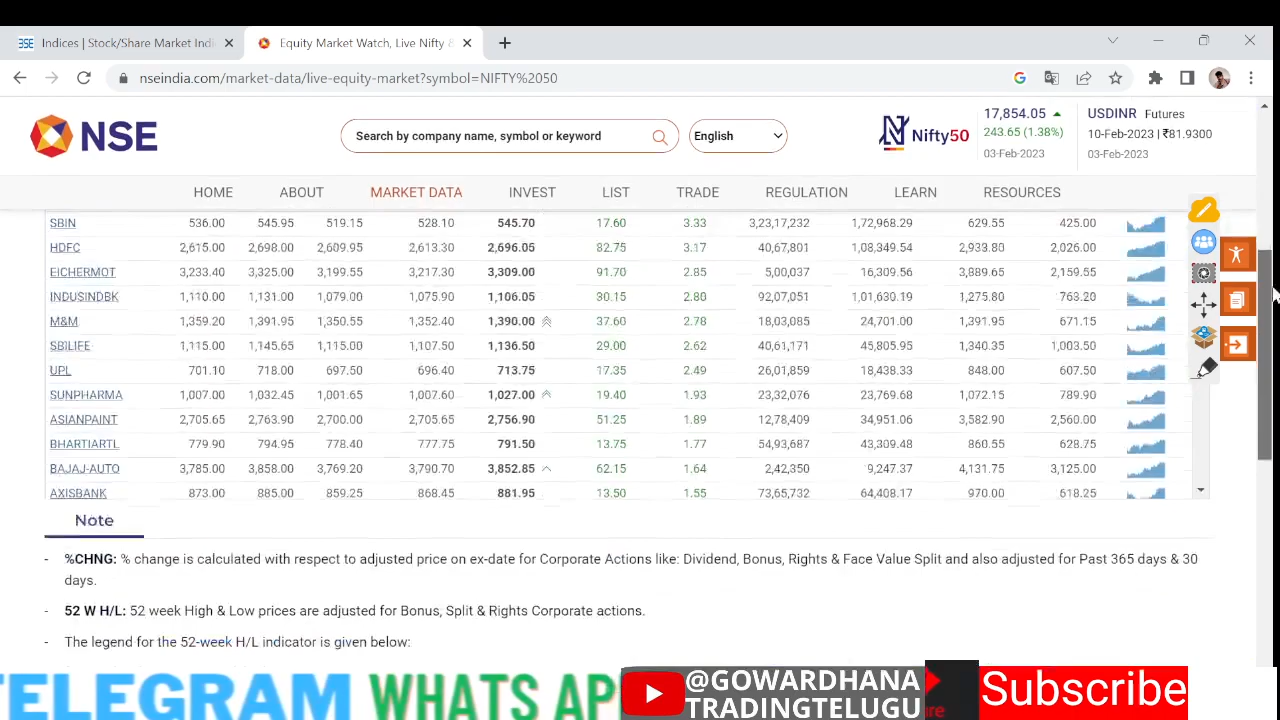 Indices | Stock/Share Market Indi
Equity Market Watch, Live Nifty &
nseindia.com/market-data/live-equity-market?symbol=NIFTY%2050
NSE
Search by company name, symbol or keyword
English
Nifty50
17,854.05
243.65 (1.38%)
03-Feb-2023
USDINR Futures
10-Feb-2023 | ₹81.9300
03-Feb-2023
HOME ABOUT MARKET DATA INVEST LIST TRADE REGULATION LEARN RESOURCES
SBIN 536.00 545.95 519.15 528.10 545.70 17.60 3.33 3,23,17,232 1,72,968.29 629.55 425.00
HDFC 2,615.00 2,698.00 2,609.95 2,613.30 2,696.05 82.75 3.17 40,67,801 1,08,349.54 2,933.80 2,026.00
EICHERMOT 3,233.40 3,325.00 3,199.55 3,217.30 3,309.00 91.70 2.85 5,00,037 16,309.56 3,889.65 2,159.55
INDUSINDBK 1,110.00 1,131.00 1,079.00 1,075.90 1,106.05 30.15 2.80 92,07,051 1,01,630.19 1,275.80 763.20
M&M 1,359.20 1,391.95 1,350.55 1,352.40 1,390.00 37.60 2.78 18,03,085 24,701.00 1,391.95 671.15
SBILIFE 1,115.00 1,145.65 1,115.00 1,107.50 29.00 2.62 40,61,171 45,805.95 1,340.35 1,003.50
UPL 701.10 718.00 697.50 696.40 713.75 17.35 2.49 26,01,859 18,438.33 848.00 607.50
SUNPHARMA 1,007.00 1,032.45 1,001.65 1,007.60 1,027.00 19.40 1.93 23,32,076 23,769.68 1,072.15 789.90
ASIANPAINT 2,705.65 2,763.90 2,700.00 2,705.65 2,756.90 51.25 1.89 12,78,409 34,951.06 3,582.90 2,560.00
BHARTIARTL 779.90 794.95 778.40 777.75 791.50 13.75 1.77 54,93,687 43,309.48 860.55 628.75
BAJAJ-AUTO 3,785.00 3,858.00 3,769.20 3,790.70 3,852.85 62.15 1.64 2,42,350 9,247.37 4,131.75 3,125.00
AXISBANK 873.00 885.00 859.25 868.45 881.95 13.50 1.55 73,65,732 64,408.17 970.00 618.25
Note
- %CHNG: % change is calculated with respect to adjusted price on ex-date for Corporate Actions like: Dividend, Bonus, Rights & Face Value Split and also adjusted for Past 365 days & 30
days.
- 52 W H/L: 52 week High & Low prices are adjusted for Bonus, Split & Rights Corporate actions.
- The legend for the 52-week H/L indicator is given below:
TELEGRAM WHATS AP
@GOWARDHANA
TRADINGTELUGU
Subscribe